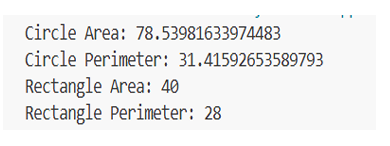 Circle Area: 78.53981633974483
Circle Perimeter: 31.41592653589793
Rectangle Area: 40
Rectangle Perimeter: 28